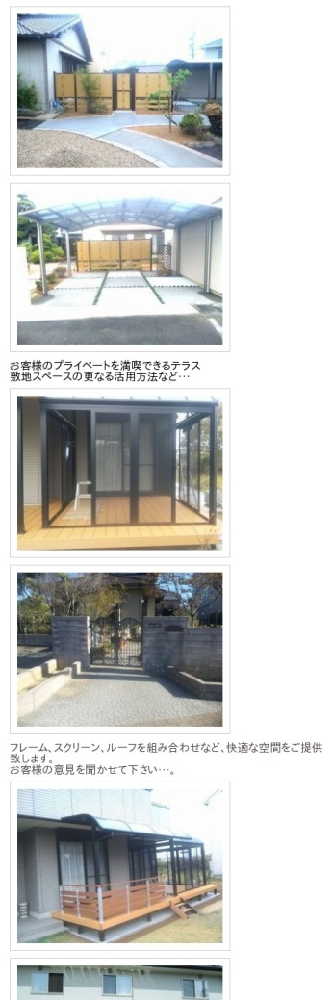 お客様のプライベートを満喫できるテラス
敷地スペースの更なる活用方法など…
フレーム、スクリーン、ルーフを組み合わせなど、快適な空間をご提供
致します。
お客様の意見を聞かせて下さい…。